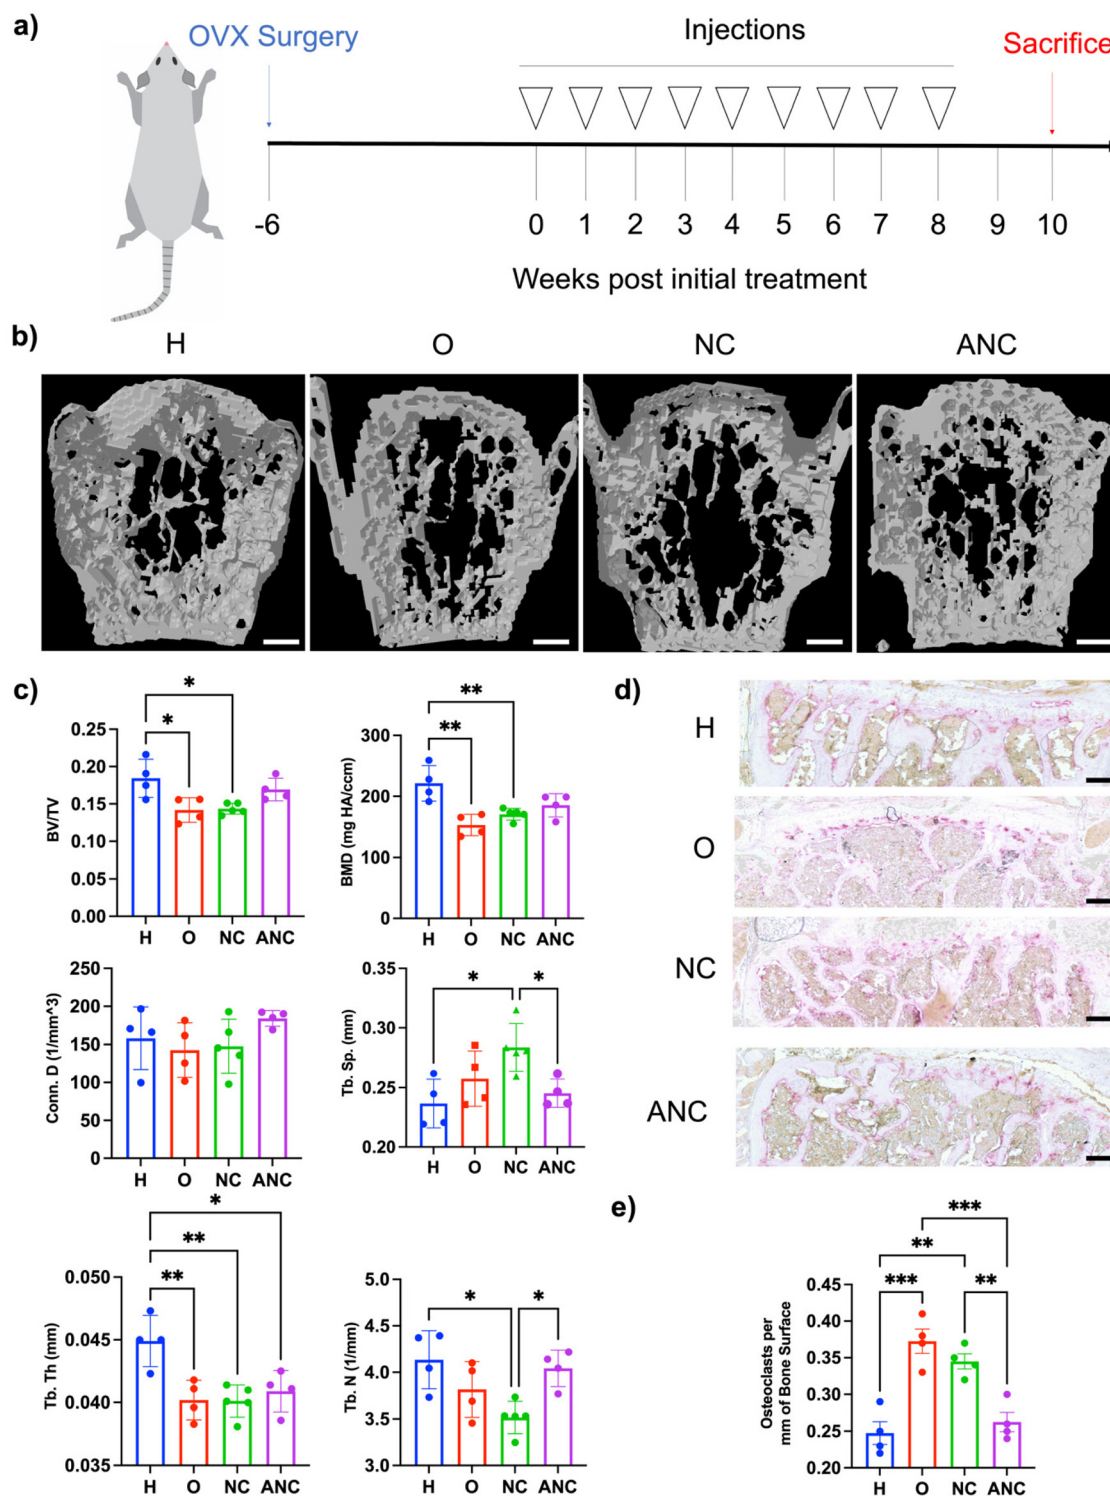 a)
OVX Surgery
Injections
Sacrifice
-6
0 1 2 3 4 5 6 7 8 9 10
Weeks post initial treatment
b)
H O NC ANC
c)
* *
BV/TV
0.25
0.20
0.15
0.10
0.05
0.00
H O NC ANC
** **
BMD (mg HA/ccm)
300
200
100
0
H O NC ANC
Conn. D (1/mm^3)
250
200
150
100
50
0
H O NC ANC
* *
Tb. Sp. (mm)
0.35
0.30
0.25
0.20
H O NC ANC
*
**
**
Tb. Th (mm)
0.050
0.045
0.040
0.035
H O NC ANC
* *
Tb. N (1/mm)
5.0
4.5
4.0
3.5
3.0
H O NC ANC
d)
H
O
NC
ANC
e)
***
**
*** **
Osteoclasts per
mm of Bone Surface
0.45
0.40
0.35
0.30
0.25
0.20
H O NC ANC